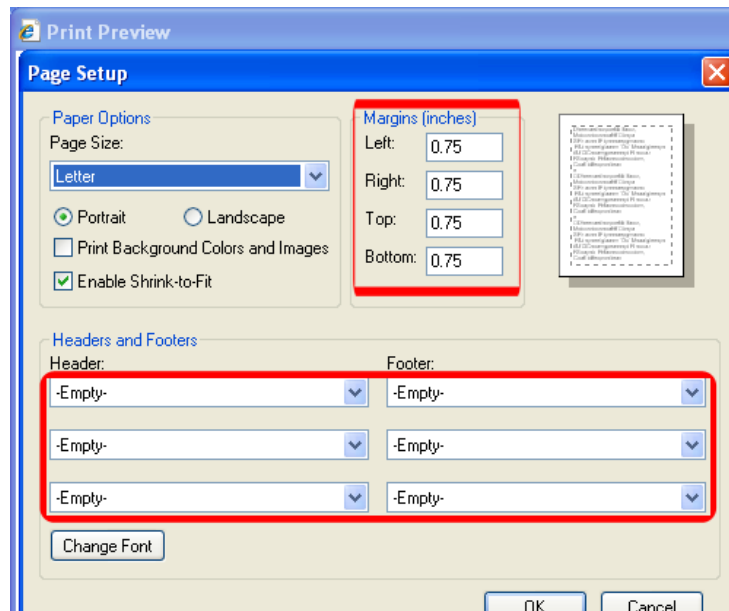 Print Preview
Page Setup
Paper Options
Page Size:
Letter
Portrait
Landscape
Print Background Colors and Images
Enable Shrink-to-Fit
Margins (inches)
Left: 0.75
Right: 0.75
Top: 0.75
Bottom: 0.75
Headers and Footers
Header: Footer:
-Empty- -Empty-
-Empty- -Empty-
-Empty- -Empty-
Change Font
OK Cancel